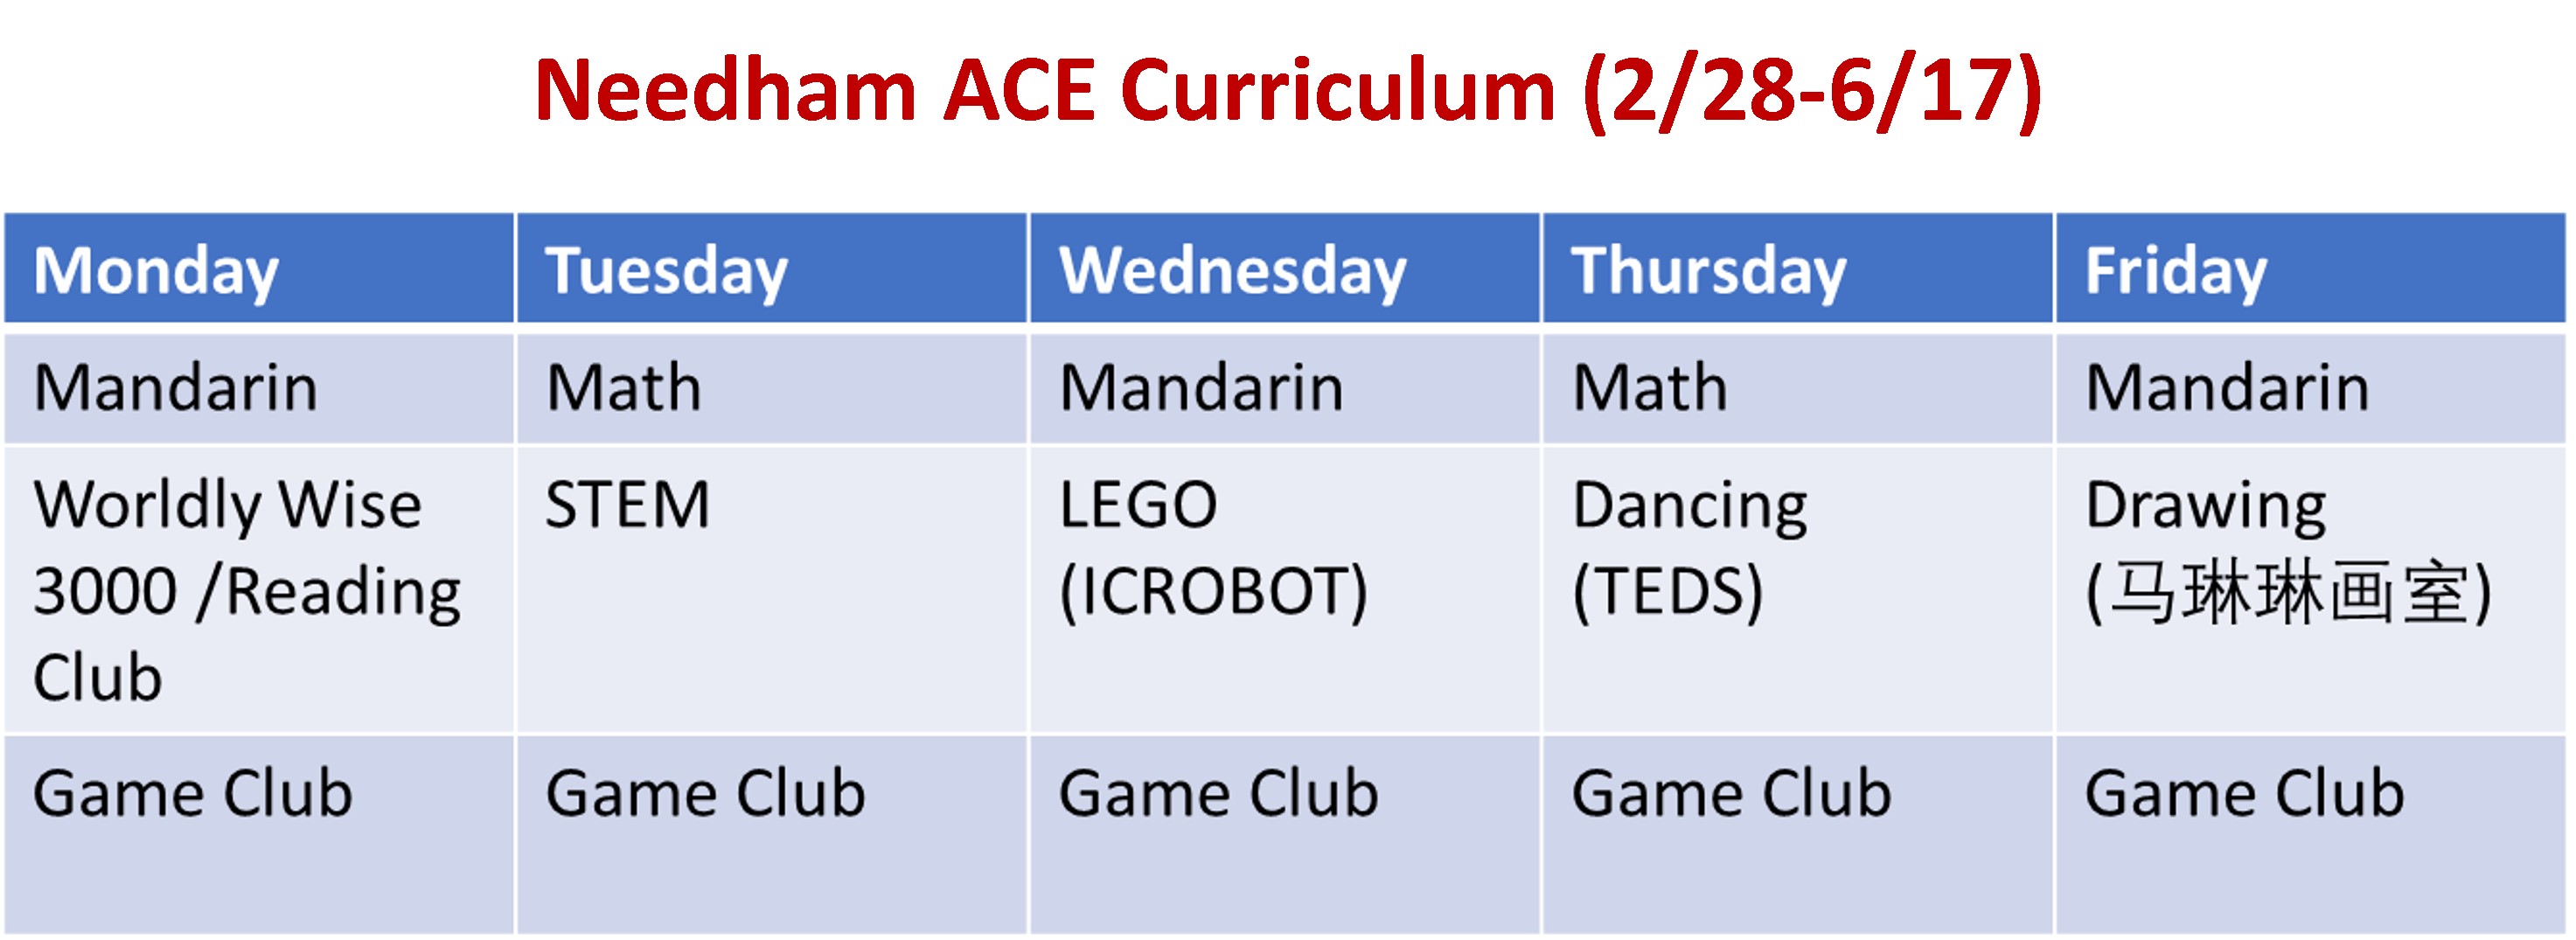 Needham ACE Curriculum (2/28-6/17)
Monday Tuesday Wednesday Thursday Friday
Mandarin Math Mandarin Math Mandarin
Worldly Wise
3000 /Reading
Club
STEM
LEGO
(ICROBOT)
Dancing
(TEDS)
Drawing
(马琳琳画室)
Game Club Game Club Game Club Game Club Game Club